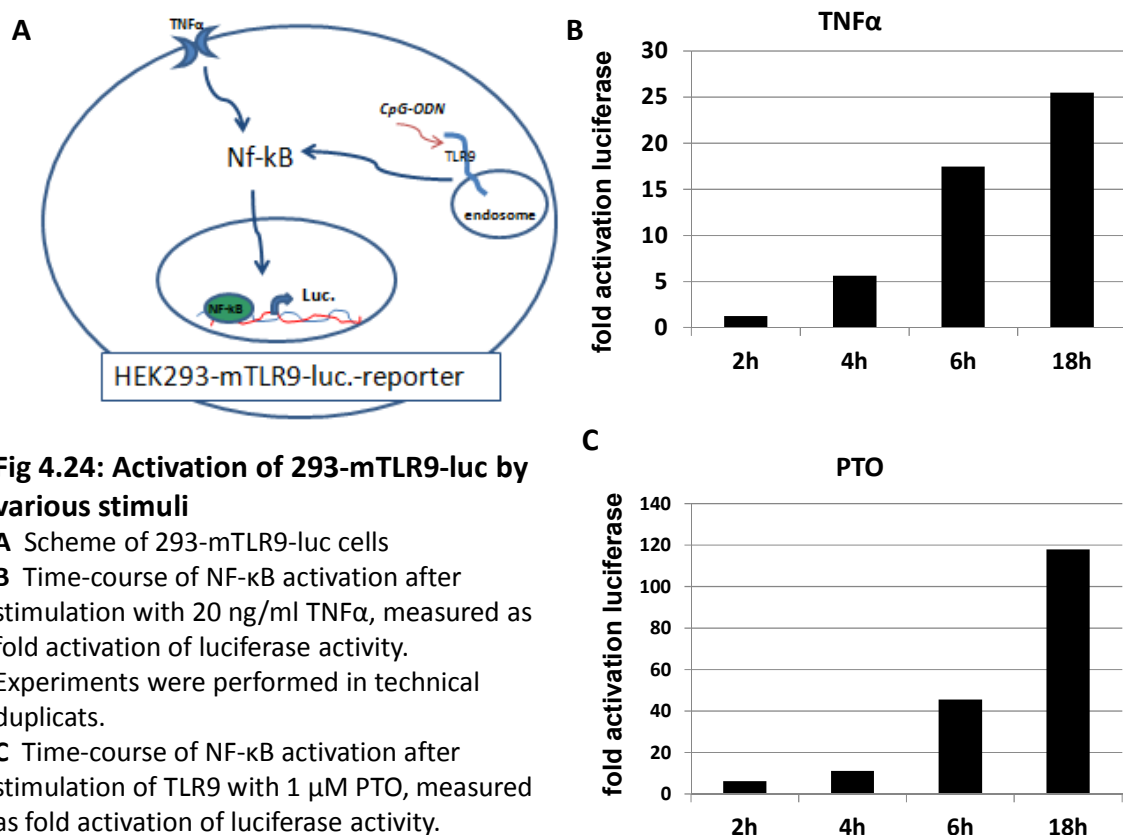 A
TNFα
CpG-ODN
TLR9
Nf-kB
endosome
NF-kB
Luc.
HEK293-mTLR9-luc.-reporter
B
TNFα
fold activation luciferase
30
25
20
15
10
5
0
2h 4h 6h 18h
Fig 4.24: Activation of 293-mTLR9-luc by
various stimuli
A Scheme of 293-mTLR9-luc cells
B Time-course of NF-κB activation after
stimulation with 20 ng/ml TNFα, measured as
fold activation of luciferase activity.
Experiments were performed in technical
duplicats.
C Time-course of NF-κB activation after
stimulation of TLR9 with 1 µM PTO, measured
as fold activation of luciferase activity.
C
PTO
fold activation luciferase
140
120
100
80
60
40
20
0
2h 4h 6h 18h